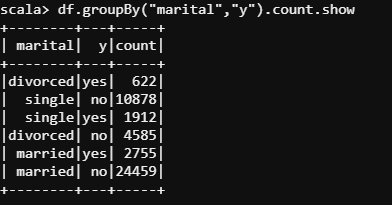 scala> df.groupBy("marital","y").count.show
+--------+---+-----+
| marital|  y|count|
+--------+---+-----+
|divorced|yes|  622|
|  single| no|10878|
|  single|yes| 1912|
|divorced| no| 4585|
| married|yes| 2755|
| married| no|24459|
+--------+---+-----+